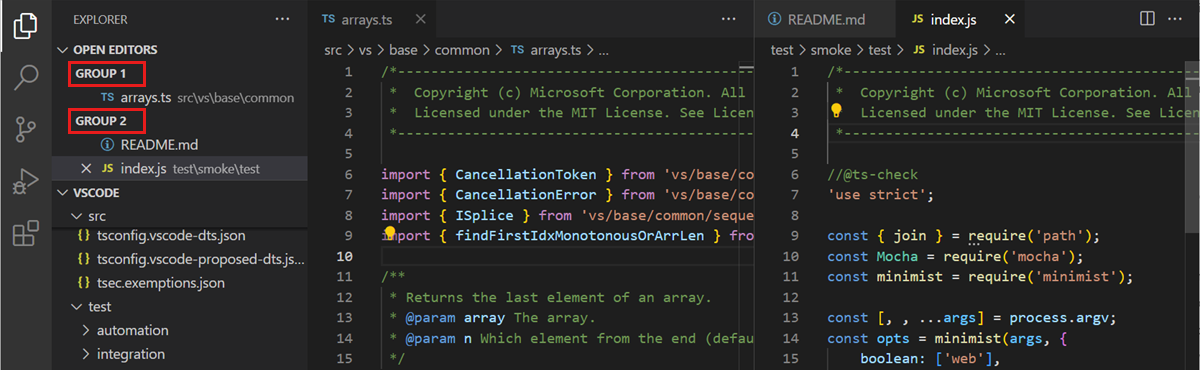 EXPLORER
OPEN EDITORS
GROUP 1
TS arrays.ts src\vs\base\common
GROUP 2
README.md
JS index.js test\smoke\test
VSCODE
src
{ } tsconfig.vscode-dts.json
{ } tsconfig.vscode-proposed-dts.js...
{ } tsec.exemptions.json
test
automation
integration
TS arrays.ts
src > vs > base > common > TS arrays.ts > ...
1 /*-------------------------------------------
2 *  Copyright (c) Microsoft Corporation. All
3 *  Licensed under the MIT License. See Licen
4 *-------------------------------------------
5
6 import { CancellationToken } from 'vs/base/co
7 import { CancellationError } from 'vs/base/co
8 import { ISplice } from 'vs/base/common/seque
9 import { findFirstIdxMonotonousOrArrLen } fro
10
11 /**
12 * Returns the last element of an array.
13 * @param array The array.
14 * @param n Which element from the end (defau
15 */
README.md
JS index.js
test > smoke > test > JS index.js > ...
1 /*-------------------------------------------
2 *  Copyright (c) Microsoft Corporation. All
3 *  Licensed under the MIT License. See Licen
4 *-------------------------------------------
5
6 //@ts-check
7 'use strict';
8
9 const { join } = require('path');
10 const Mocha = require('mocha');
11 const minimist = require('minimist');
12
13 const [, , ...args] = process.argv;
14 const opts = minimist(args, {
15 boolean: ['web'],